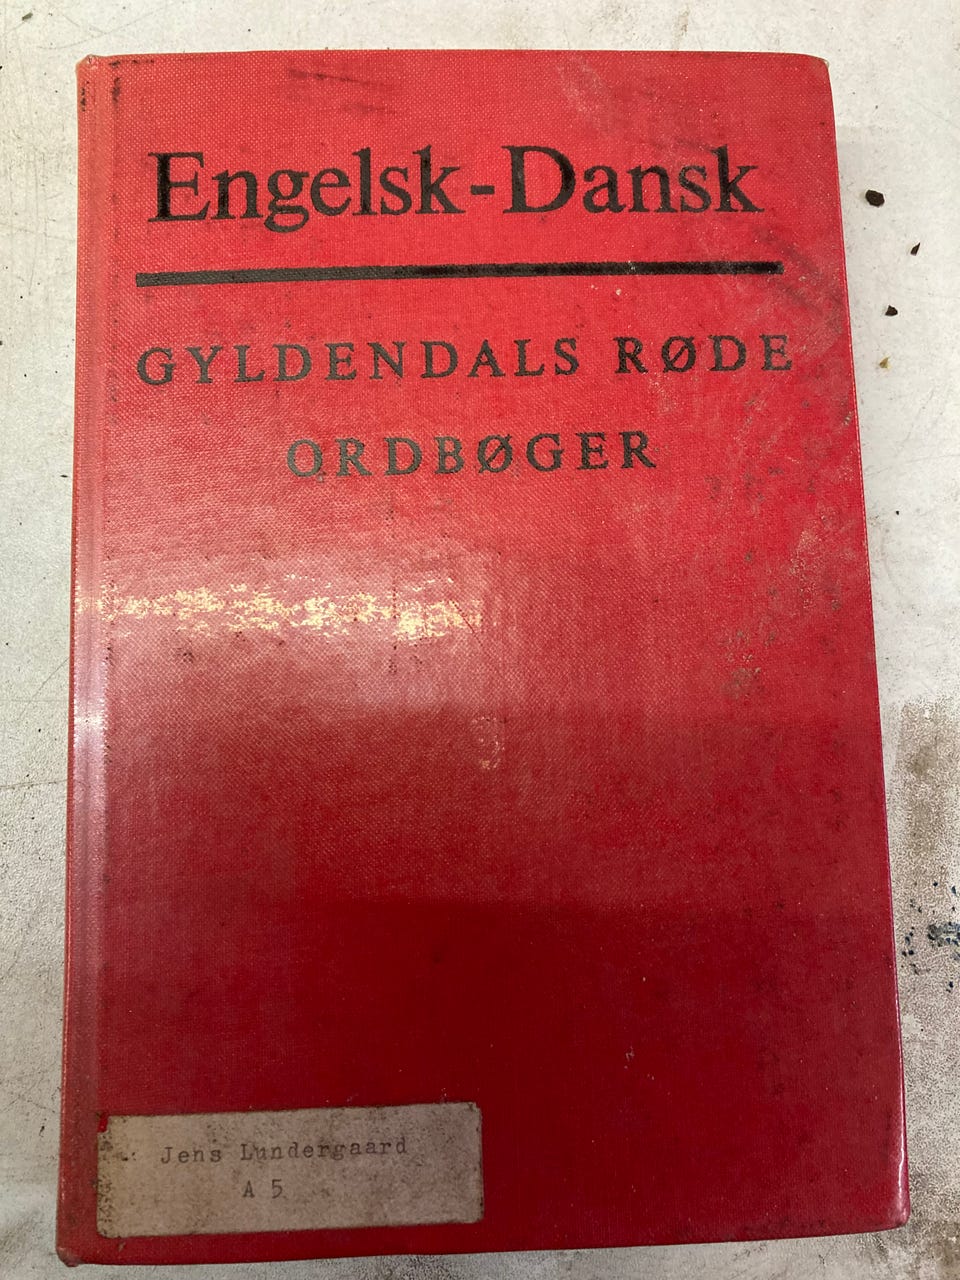 Engelsk-Dansk
GYLDENDALS RØDE
ORDBØGER
Jens Lundergaard
A 5